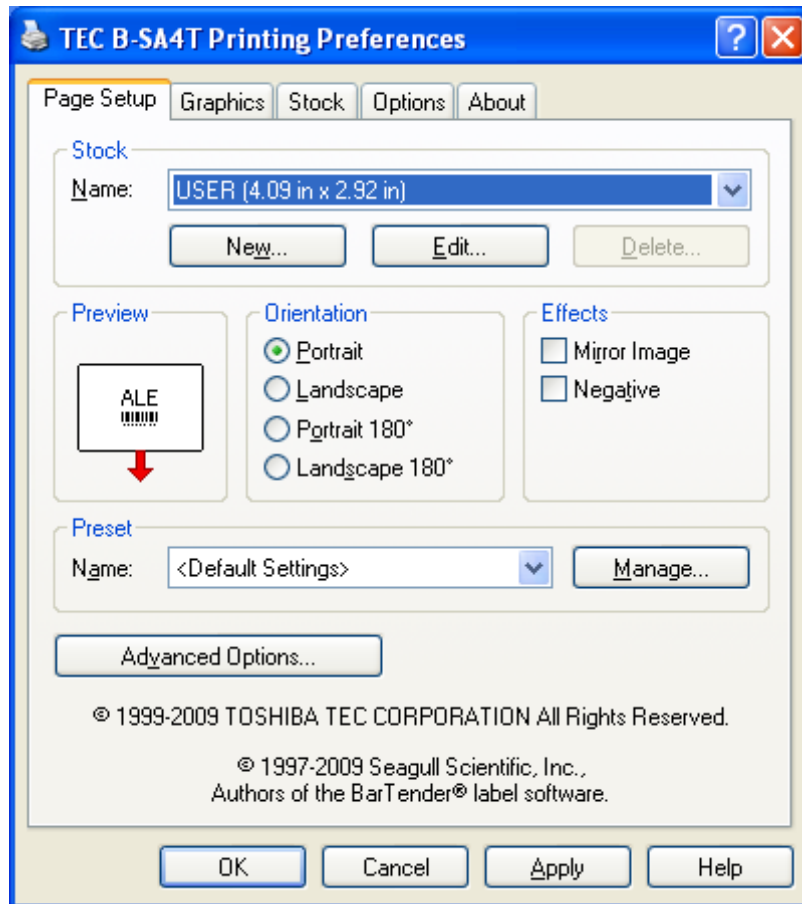 TEC B-SA4T Printing Preferences
Page Setup Graphics Stock Options About
Stock
Name: USER (4.09 in x 2.92 in)
New... Edit... Delete...
Preview Orientation Effects
ALE
Portrait
Landscape
Portrait 180°
Landscape 180°
Mirror Image
Negative
Preset
Name: <Default Settings> Manage...
Advanced Options...
© 1999-2009 TOSHIBA TEC CORPORATION All Rights Reserved.
© 1997-2009 Seagull Scientific, Inc.,
Authors of the BarTender® label software.
OK Cancel Apply Help